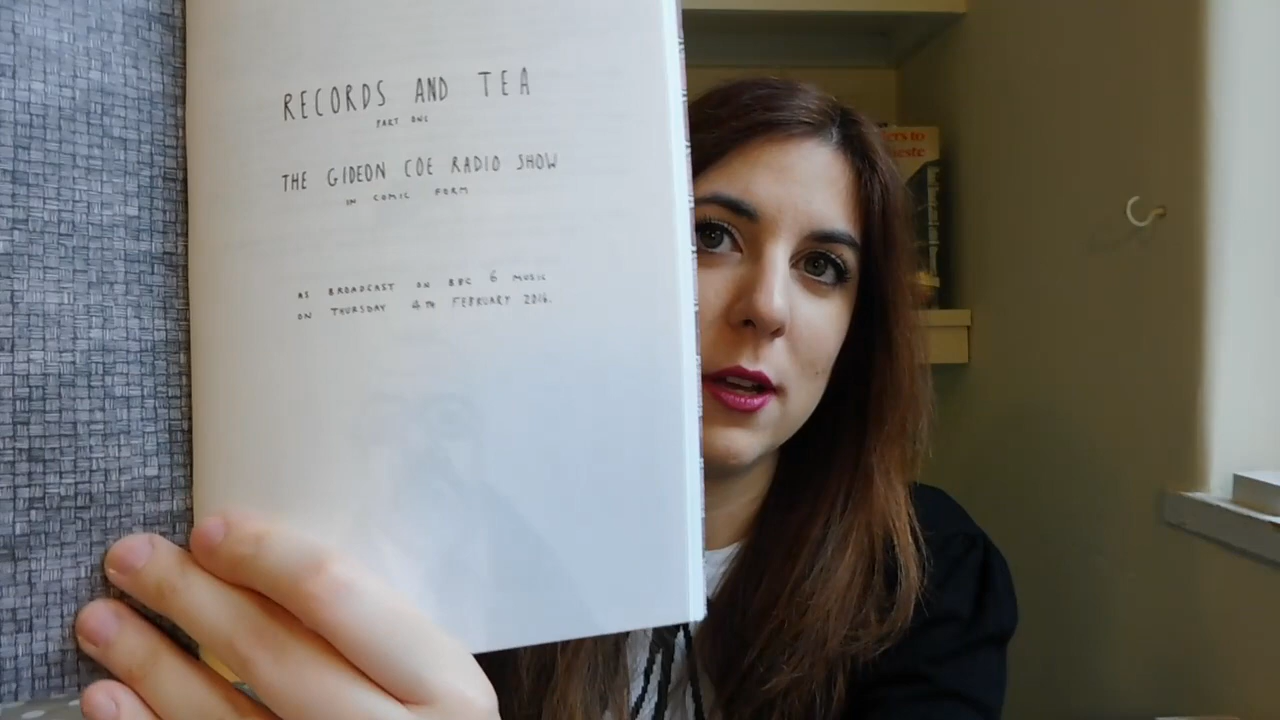 RECORDS AND TEA
PART ONE
THE GIDEON COE RADIO SHOW
IN COMIC FORM
AS BROADCAST ON BBC 6 MUSIC
ON THURSDAY 4TH FEBRUARY 2016.